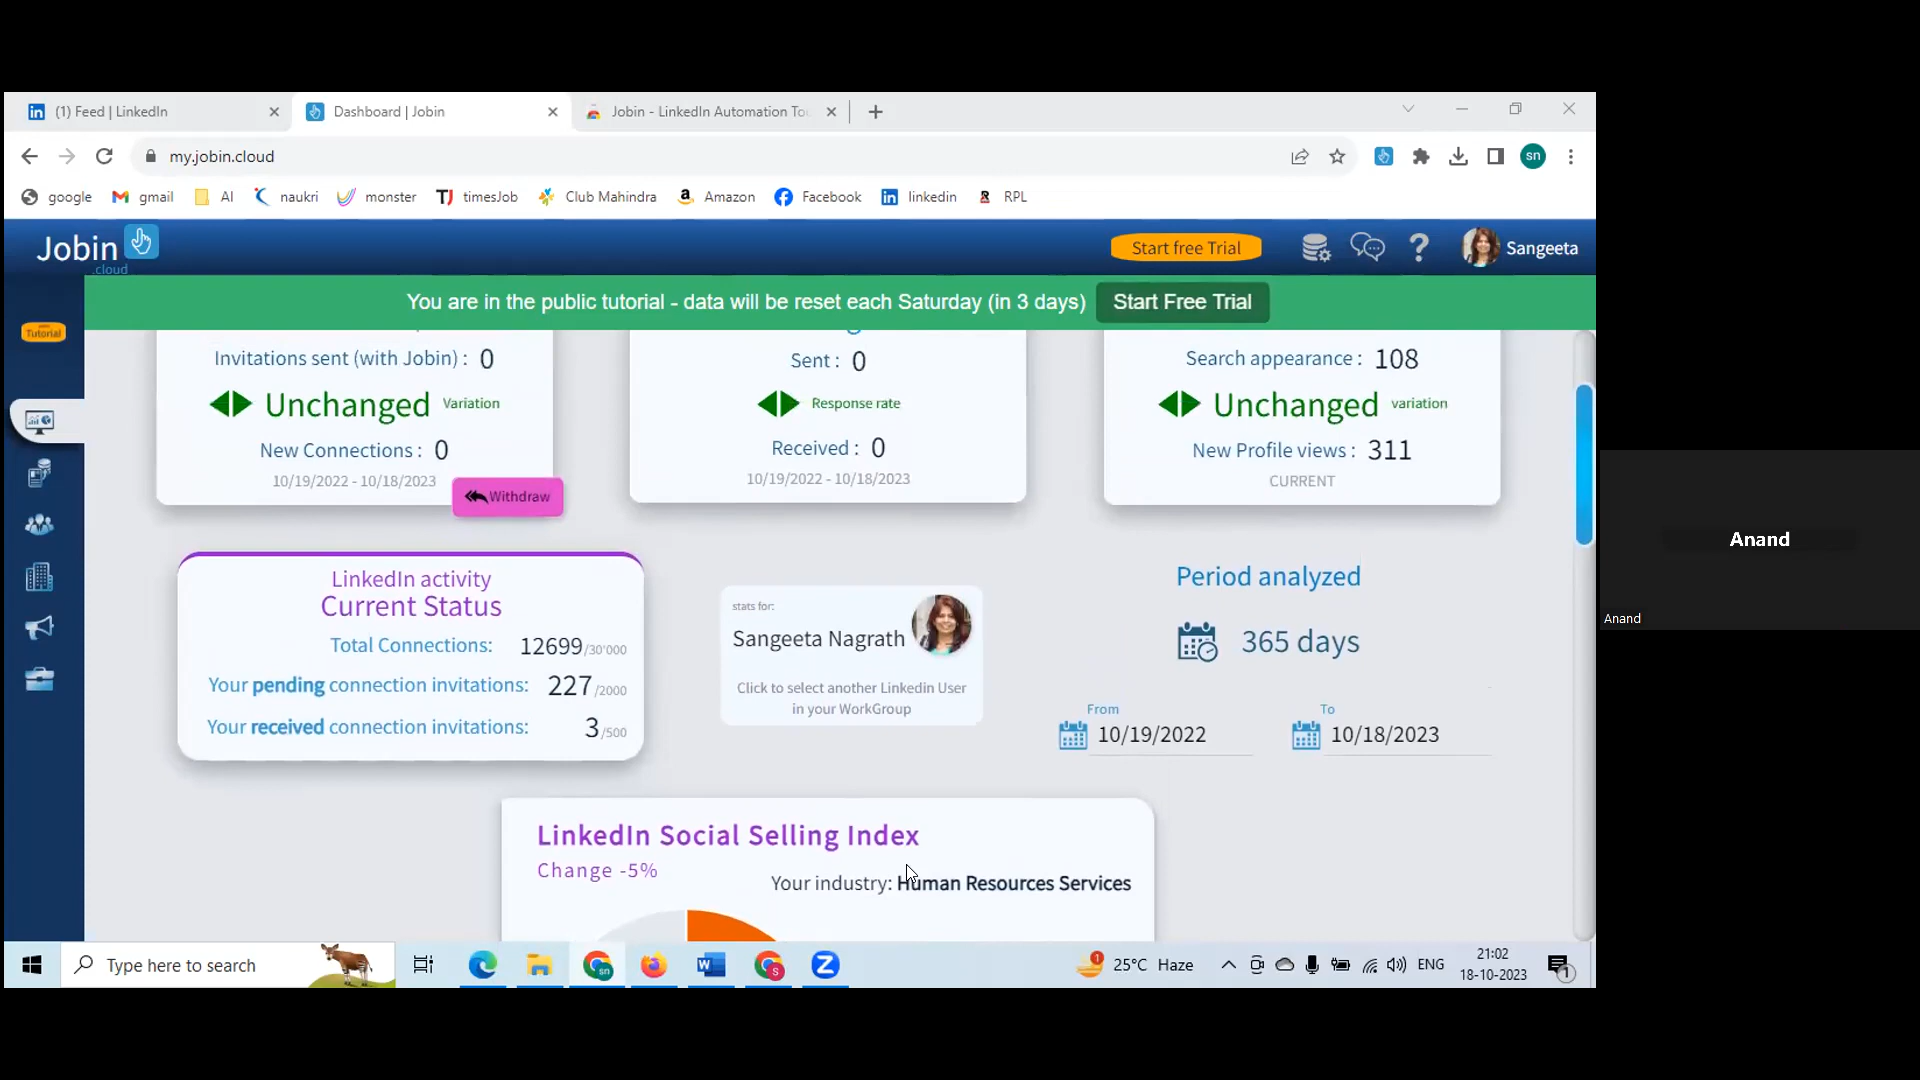 (1) Feed | LinkedIn
Dashboard | Jobin
Jobin - LinkedIn Automation Too
my.jobin.cloud
sn
google
gmail
AI
naukri
monster
TJ timesJob
Club Mahindra
Amazon
Facebook
linkedin
RPL
Jobin
.cloud
Start free Trial
Sangeeta
You are in the public tutorial - data will be reset each Saturday (in 3 days)
Start Free Trial
Tutorial
Invitations sent (with Jobin) : 0
Unchanged Variation
New Connections : 0
10/19/2022 - 10/18/2023
Withdraw
Sent : 0
Response rate
Received : 0
10/19/2022 - 10/18/2023
Search appearance : 108
Unchanged variation
New Profile views : 311
CURRENT
LinkedIn activity
Current Status
Total Connections: 12699/30'000
Your pending connection invitations: 227/2000
Your received connection invitations: 3/500
stats for:
Sangeeta Nagrath
Click to select another Linkedin User
in your WorkGroup
Period analyzed
365 days
From
10/19/2022
To
10/18/2023
LinkedIn Social Selling Index
Change -5%
Your industry: Human Resources Services
Anand
Anand
Type here to search
25°C Haze
ENG
21:02
18-10-2023